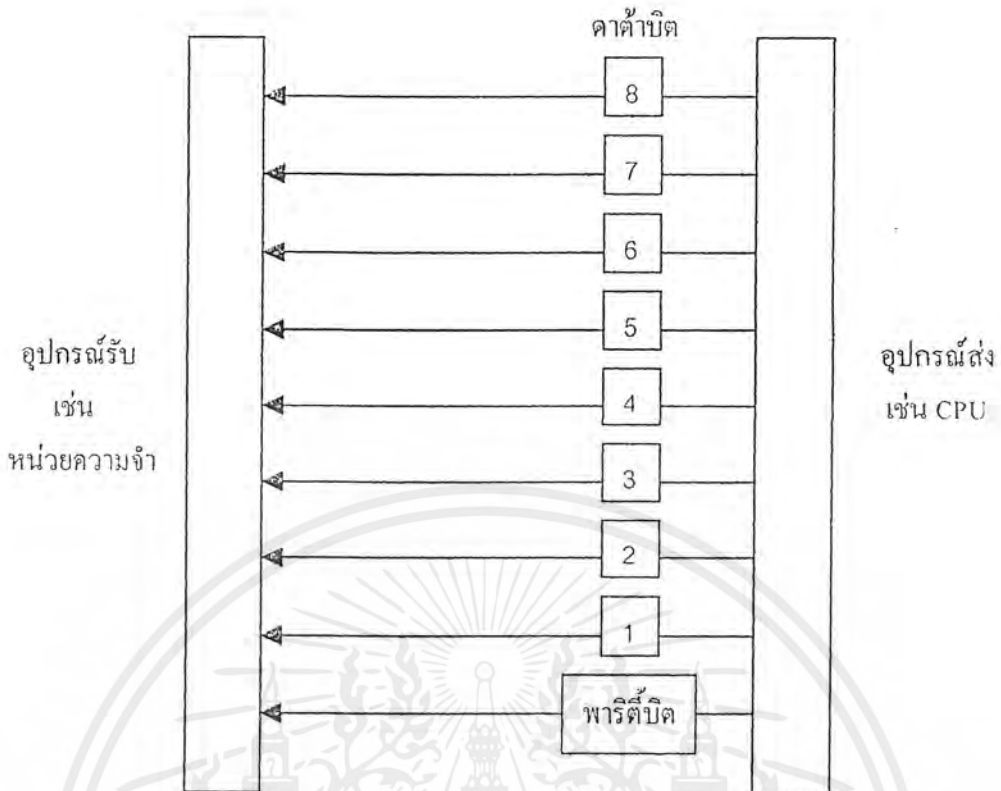 ดาต้าบิต
8
7
6
5
4
3
2
1
พาริตี้บิต
อุปกรณ์รับ
เช่น
หน่วยความจำ
อุปกรณ์ส่ง
เช่น CPU